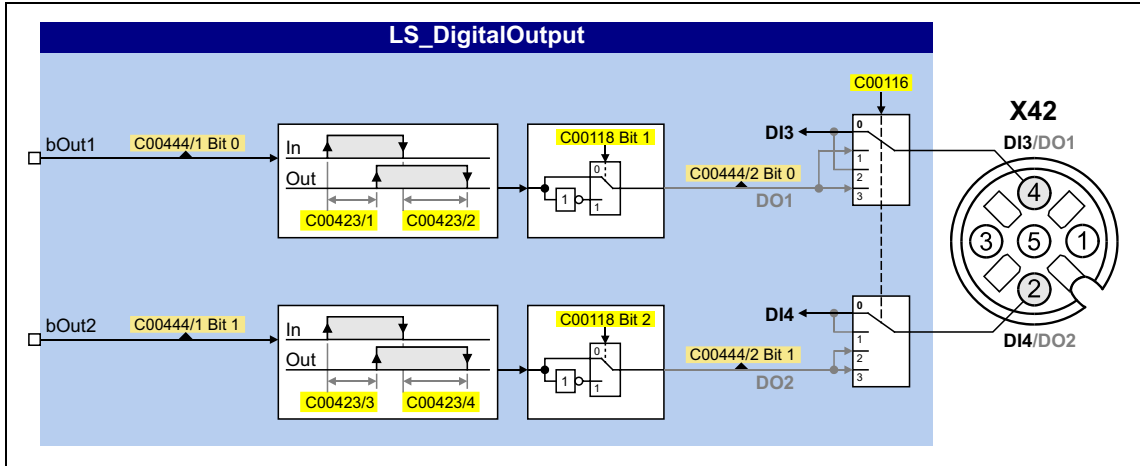 LS_DigitalOutput
C00116
X42
DI3/DO1
bOut1
C00444/1 Bit 0
In
Out
C00423/1
C00423/2
C00118 Bit 1
0
1
1
C00444/2 Bit 0
DO1
DI3
0
1
2
3
4
3
5
1
2
DI4/DO2
bOut2
C00444/1 Bit 1
In
Out
C00423/3
C00423/4
C00118 Bit 2
0
1
1
C00444/2 Bit 1
DO2
DI4
0
1
2
3